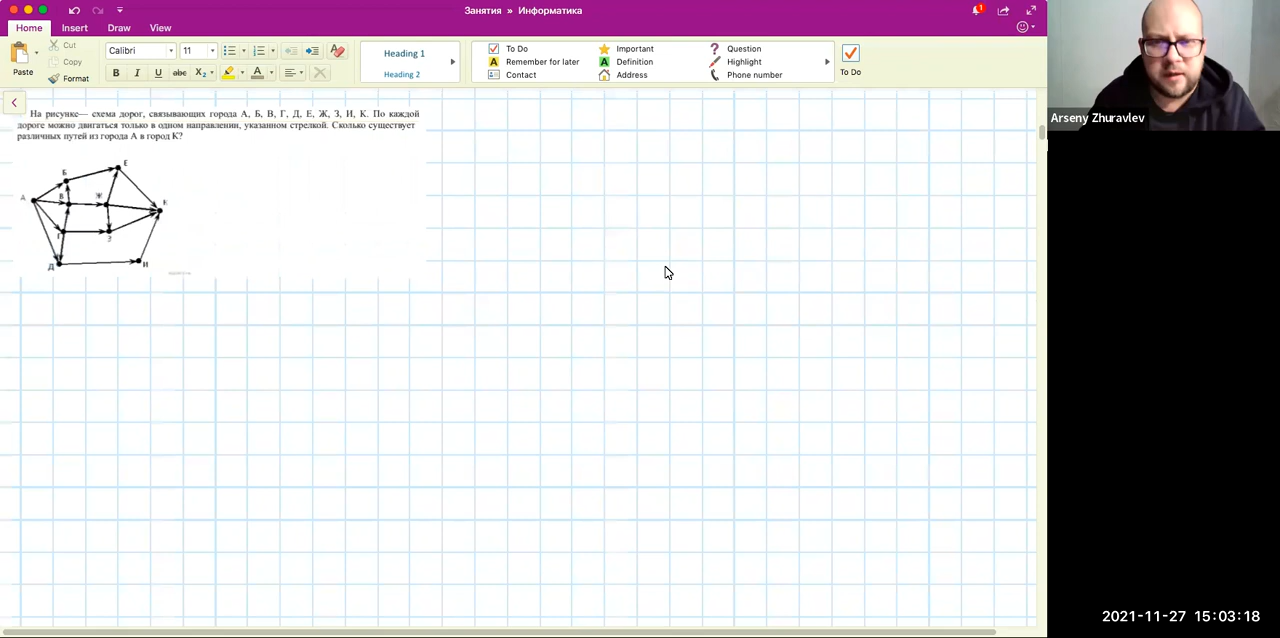 Занятия » Информатика
1
Home Insert Draw View
Cut
Copy
Paste
Format
Calibri 11
B I U abc X₂ A
Heading 1
Heading 2
To Do Important Question
Remember for later Definition Highlight
Contact Address Phone number
To Do
На рисунке— схема дорог, связывающих города А, Б, В, Г, Д, Е, Ж, З, И, К. По каждой
дороге можно двигаться только в одном направлении, указанном стрелкой. Сколько существует
различных путей из города А в город К?
Е
Б
А В Ж К
Г З
Д И
Arseny Zhuravlev
2021-11-27 15:03:18